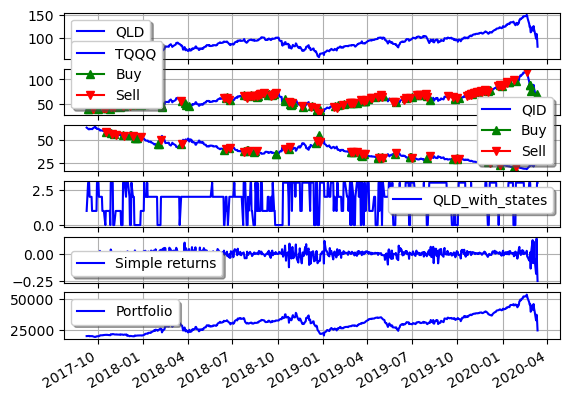 150
100
QLD
100
50
TQQQ
Buy
Sell
50
25
QID
Buy
Sell
2.5
0.0
QLD_with_states
0.00
−0.25
Simple returns
50000
25000
Portfolio
2017-10 2018-01 2018-04 2018-07 2018-10 2019-01 2019-04 2019-07 2019-10 2020-01 2020-04